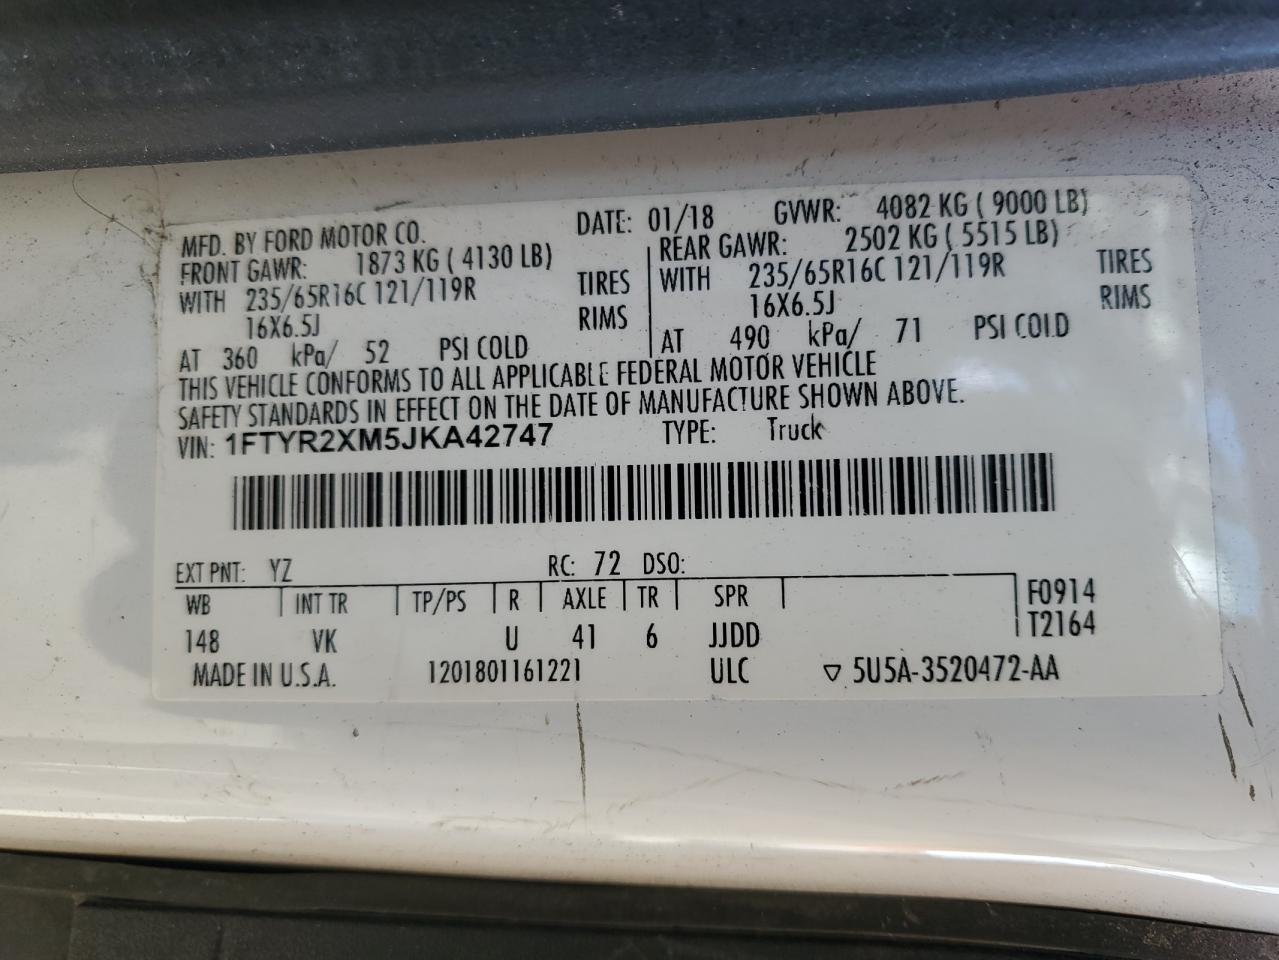 MFD. BY FORD MOTOR CO. DATE: 01/18 GVWR: 4082 KG ( 9000 LB)
FRONT GAWR: 1873 KG ( 4130 LB) REAR GAWR: 2502 KG ( 5515 LB)
WITH 235/65R16C 121/119R TIRES WITH 235/65R16C 121/119R TIRES
16X6.5J RIMS 16X6.5J RIMS
AT 360 kPa/ 52 PSI COLD AT 490 kPa/ 71 PSI COLD
THIS VEHICLE CONFORMS TO ALL APPLICABLE FEDERAL MOTOR VEHICLE
SAFETY STANDARDS IN EFFECT ON THE DATE OF MANUFACTURE SHOWN ABOVE.
VIN: 1FTYR2XM5JKA42747 TYPE: Truck
EXT PNT: YZ RC: 72 DSO:
WB INT TR TP/PS R AXLE TR SPR F0914
148 VK U 41 6 JJDD T2164
MADE IN U.S.A. 1201801161221 ULC ▽ 5U5A-3520472-AA